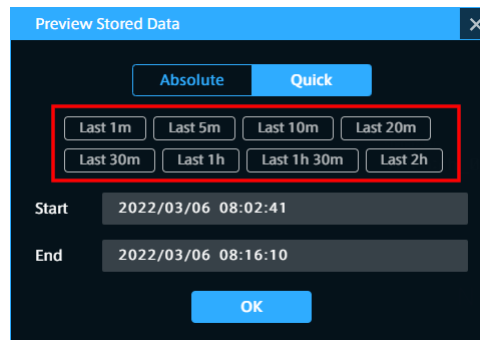 Preview Stored Data
Absolute Quick
Last 1m Last 5m Last 10m Last 20m
Last 30m Last 1h Last 1h 30m Last 2h
Start 2022/03/06 08:02:41
End 2022/03/06 08:16:10
OK